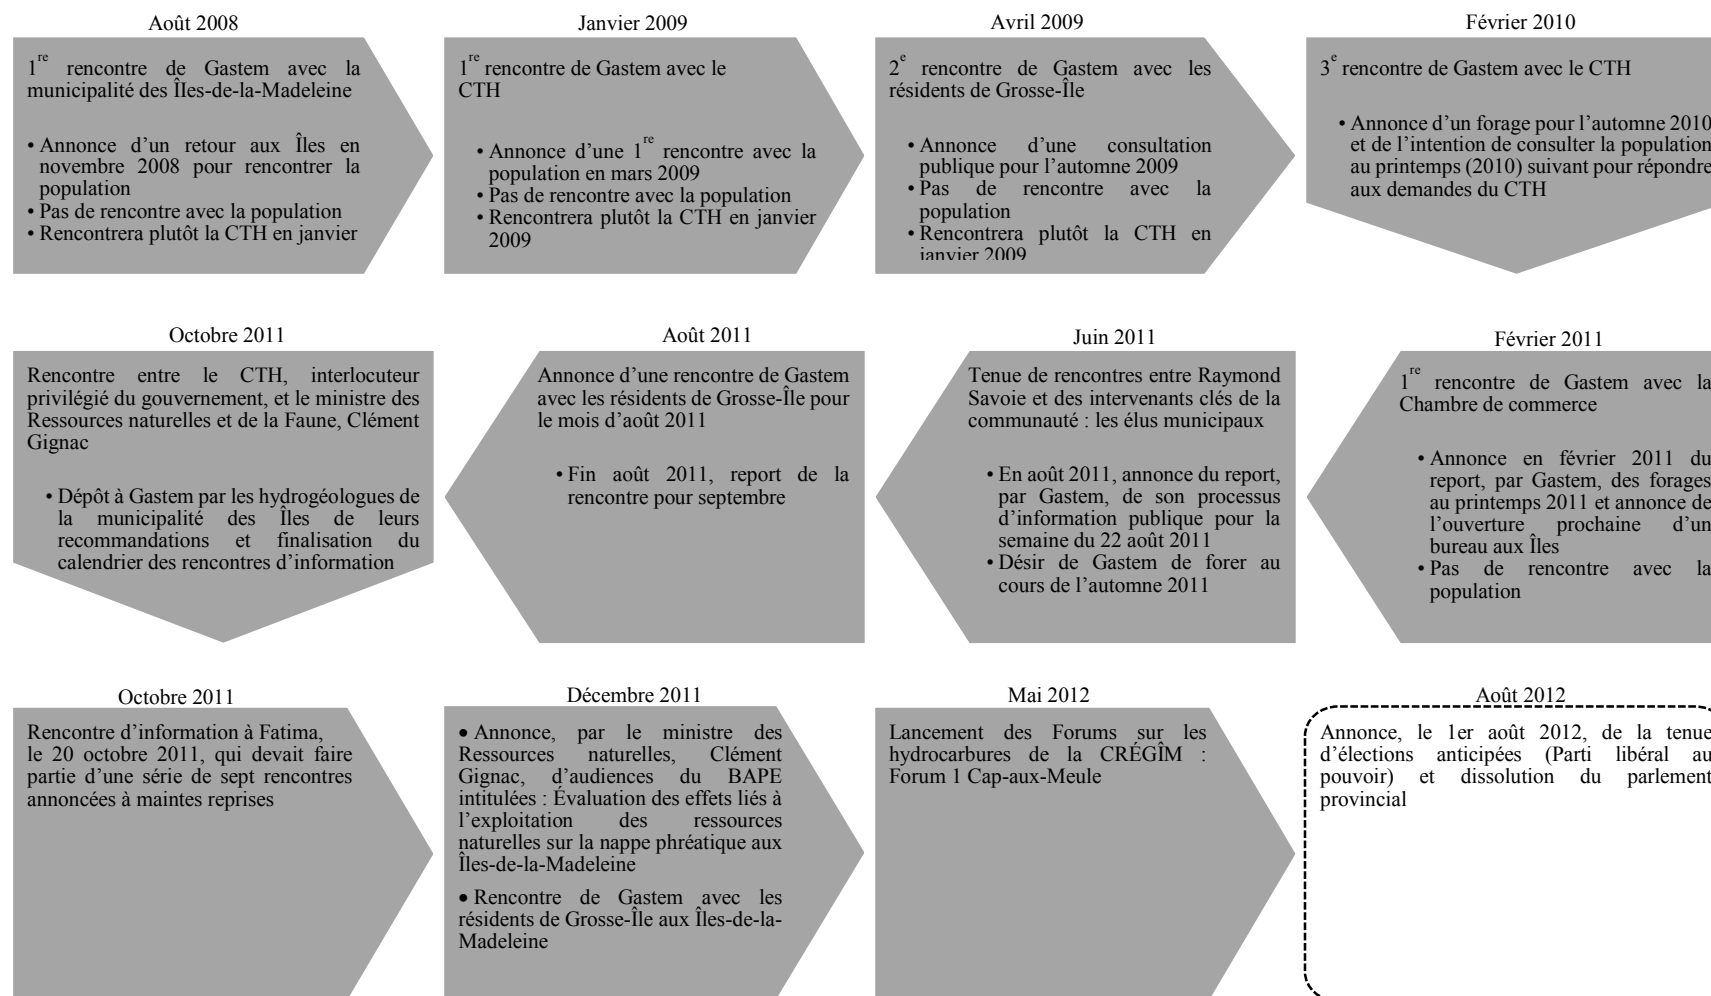 Août 2008
1re rencontre de Gastem avec la
municipalité des ÎIes-de-la-Madeleine
• Annonce d’un retour aux Îles en
novembre 2008 pour rencontrer la
population
• Pas de rencontre avec la population
• Rencontrera plutôt la CTH en janvier
Janvier 2009
1re rencontre de Gastem avec le
CTH
• Annonce d’une 1re rencontre avec la
population en mars 2009
• Pas de rencontre avec la population
• Rencontrera plutôt la CTH en janvier
2009
Avril 2009
2e rencontre de Gastem avec les
résidents de Grosse-Île
• Annonce d’une consultation
publique pour l’automne 2009
• Pas de rencontre avec la
population
• Rencontrera plutôt la CTH en
janvier 2009
Février 2010
3e rencontre de Gastem avec le CTH
• Annonce d’un forage pour l’automne 2010
et de l’intention de consulter la population
au printemps (2010) suivant pour répondre
aux demandes du CTH
Février 2011
1re rencontre de Gastem avec la
Chambre de commerce
• Annonce en février 2011 du
report, par Gastem, des forages
au printemps 2011 et annonce de
l’ouverture prochaine d’un
bureau aux Îles
• Pas de rencontre avec la
population
Juin 2011
Tenue de rencontres entre Raymond
Savoie et des intervenants clés de la
communauté : les élus municipaux
• En août 2011, annonce du report,
par Gastem, de son processus
d’information publique pour la
semaine du 22 août 2011
• Désir de Gastem de forer au
cours de l’automne 2011
Août 2011
Annonce d’une rencontre de Gastem
avec les résidents de Grosse-Île pour
le mois d’août 2011
• Fin août 2011, report de la
rencontre pour septembre
Octobre 2011
Rencontre entre le CTH, interlocuteur
privilégié du gouvernement, et le ministre des
Ressources naturelles et de la Faune, Clément
Gignac
• Dépôt à Gastem par les hydrogéologues de
la municipalité des Îles de leurs
recommandations et finalisation du
calendrier des rencontres d’information
Octobre 2011
Rencontre d’information à Fatima,
le 20 octobre 2011, qui devait faire
partie d’une série de sept rencontres
annoncées à maintes reprises
Décembre 2011
• Annonce, par le ministre des
Ressources naturelles, Clément
Gignac, d’audiences du BAPE
intitulées : Évaluation des effets liés à
l’exploitation des ressources
naturelles sur la nappe phréatique aux
Îles-de-la-Madeleine
• Rencontre de Gastem avec les
résidents de Grosse-Île aux Îles-de-la-
Madeleine
Mai 2012
Lancement des Forums sur les
hydrocarbures de la CRÉGÎM :
Forum 1 Cap-aux-Meule
Août 2012
Annonce, le 1er août 2012, de la tenue
d’élections anticipées (Parti libéral au
pouvoir) et dissolution du parlement
provincial